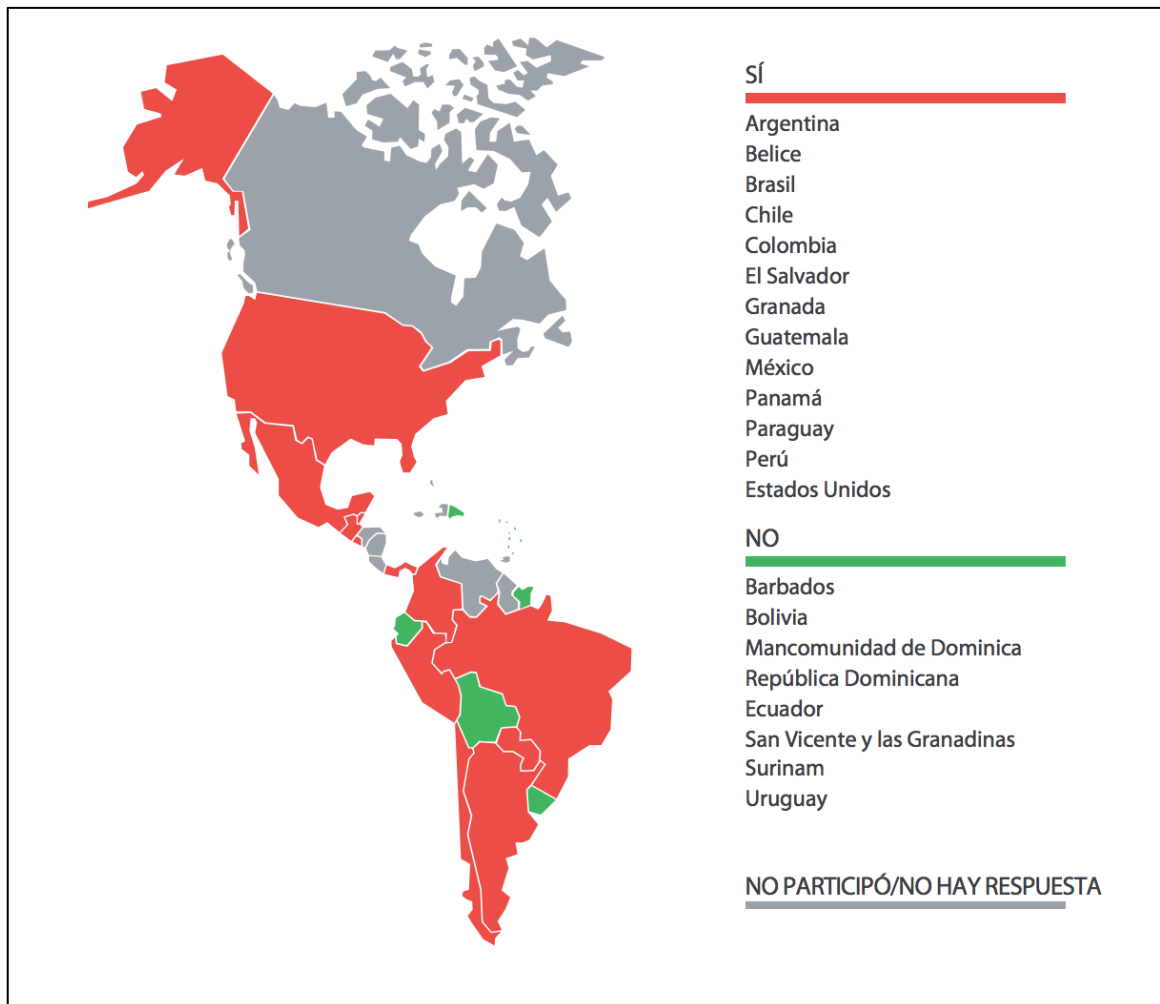 SÍ
Argentina
Belice
Brasil
Chile
Colombia
El Salvador
Granada
Guatemala
México
Panamá
Paraguay
Perú
Estados Unidos
NO
Barbados
Bolivia
Mancomunidad de Dominica
República Dominicana
Ecuador
San Vicente y las Granadinas
Surinam
Uruguay
NO PARTICIPÓ/NO HAY RESPUESTA